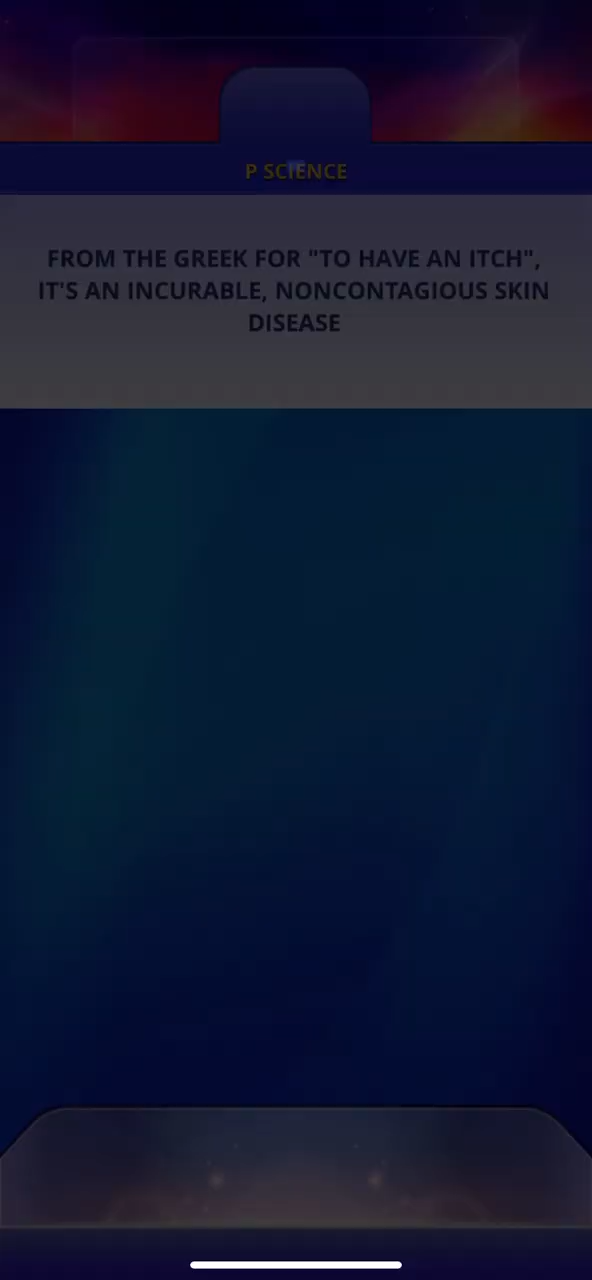 P SCIENCE
FROM THE GREEK FOR "TO HAVE AN ITCH",
IT'S AN INCURABLE, NONCONTAGIOUS SKIN
DISEASE